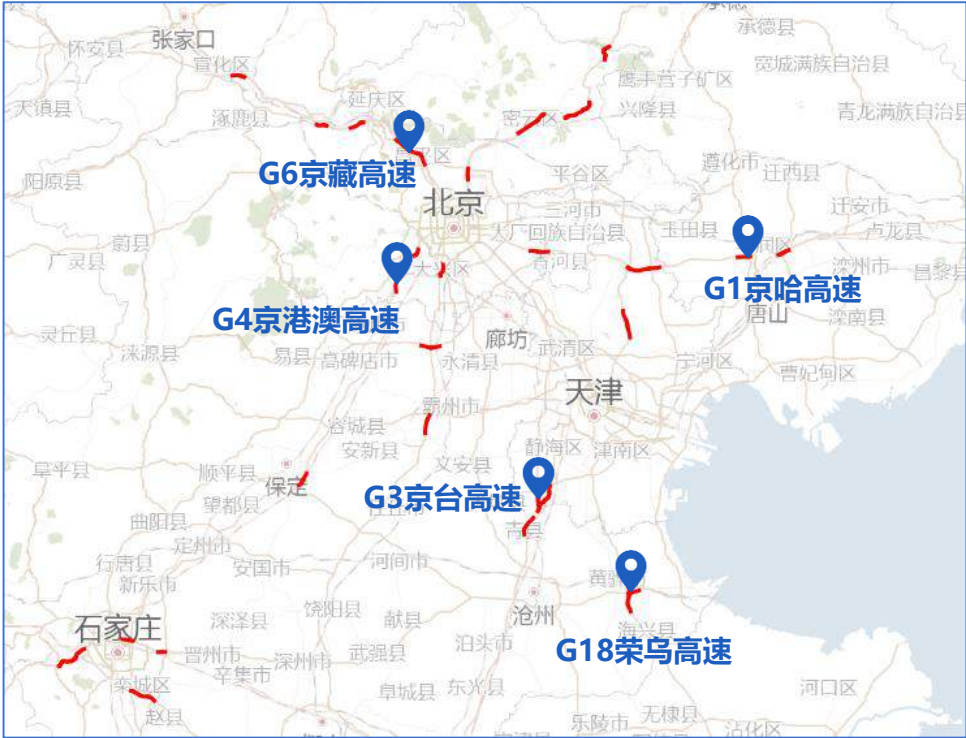 承德县
张家口
怀安县
宣化区
宽城满族自治县
鹰手营子矿区
天镇县
延庆区
兴隆县
涿鹿县
密云区
青龙满族自治县
G6京藏高速
遵化市
迁西县
阳原县
平谷区
北京
三河市
迁安市
蔚县
大厂回族自治县
玉田县
卢龙县
广灵县
大兴区
香河县
滦州市
昌黎县
G1京哈高速
G4京港澳高速
唐山
滦南县
灵丘县
廊坊
武清区
涞源县
易县
高碑店市
永清县
宁河区
曹妃甸区
天津
霸州市
容城县
安新县
静海区
津南区
阜平县
顺平县
文安县
保定
G3京台高速
望都县
曲阳县
青县
定州市
行唐县
安国市
河间市
新乐市
沧州
石家庄
深泽县
饶阳县
献县
海兴县
泊头市
G18荣乌高速
晋州市
深州市
武强县
辛集市
栾城区
阜城县
东光县
河口区
赵县
乐陵市
无棣县
沾化区